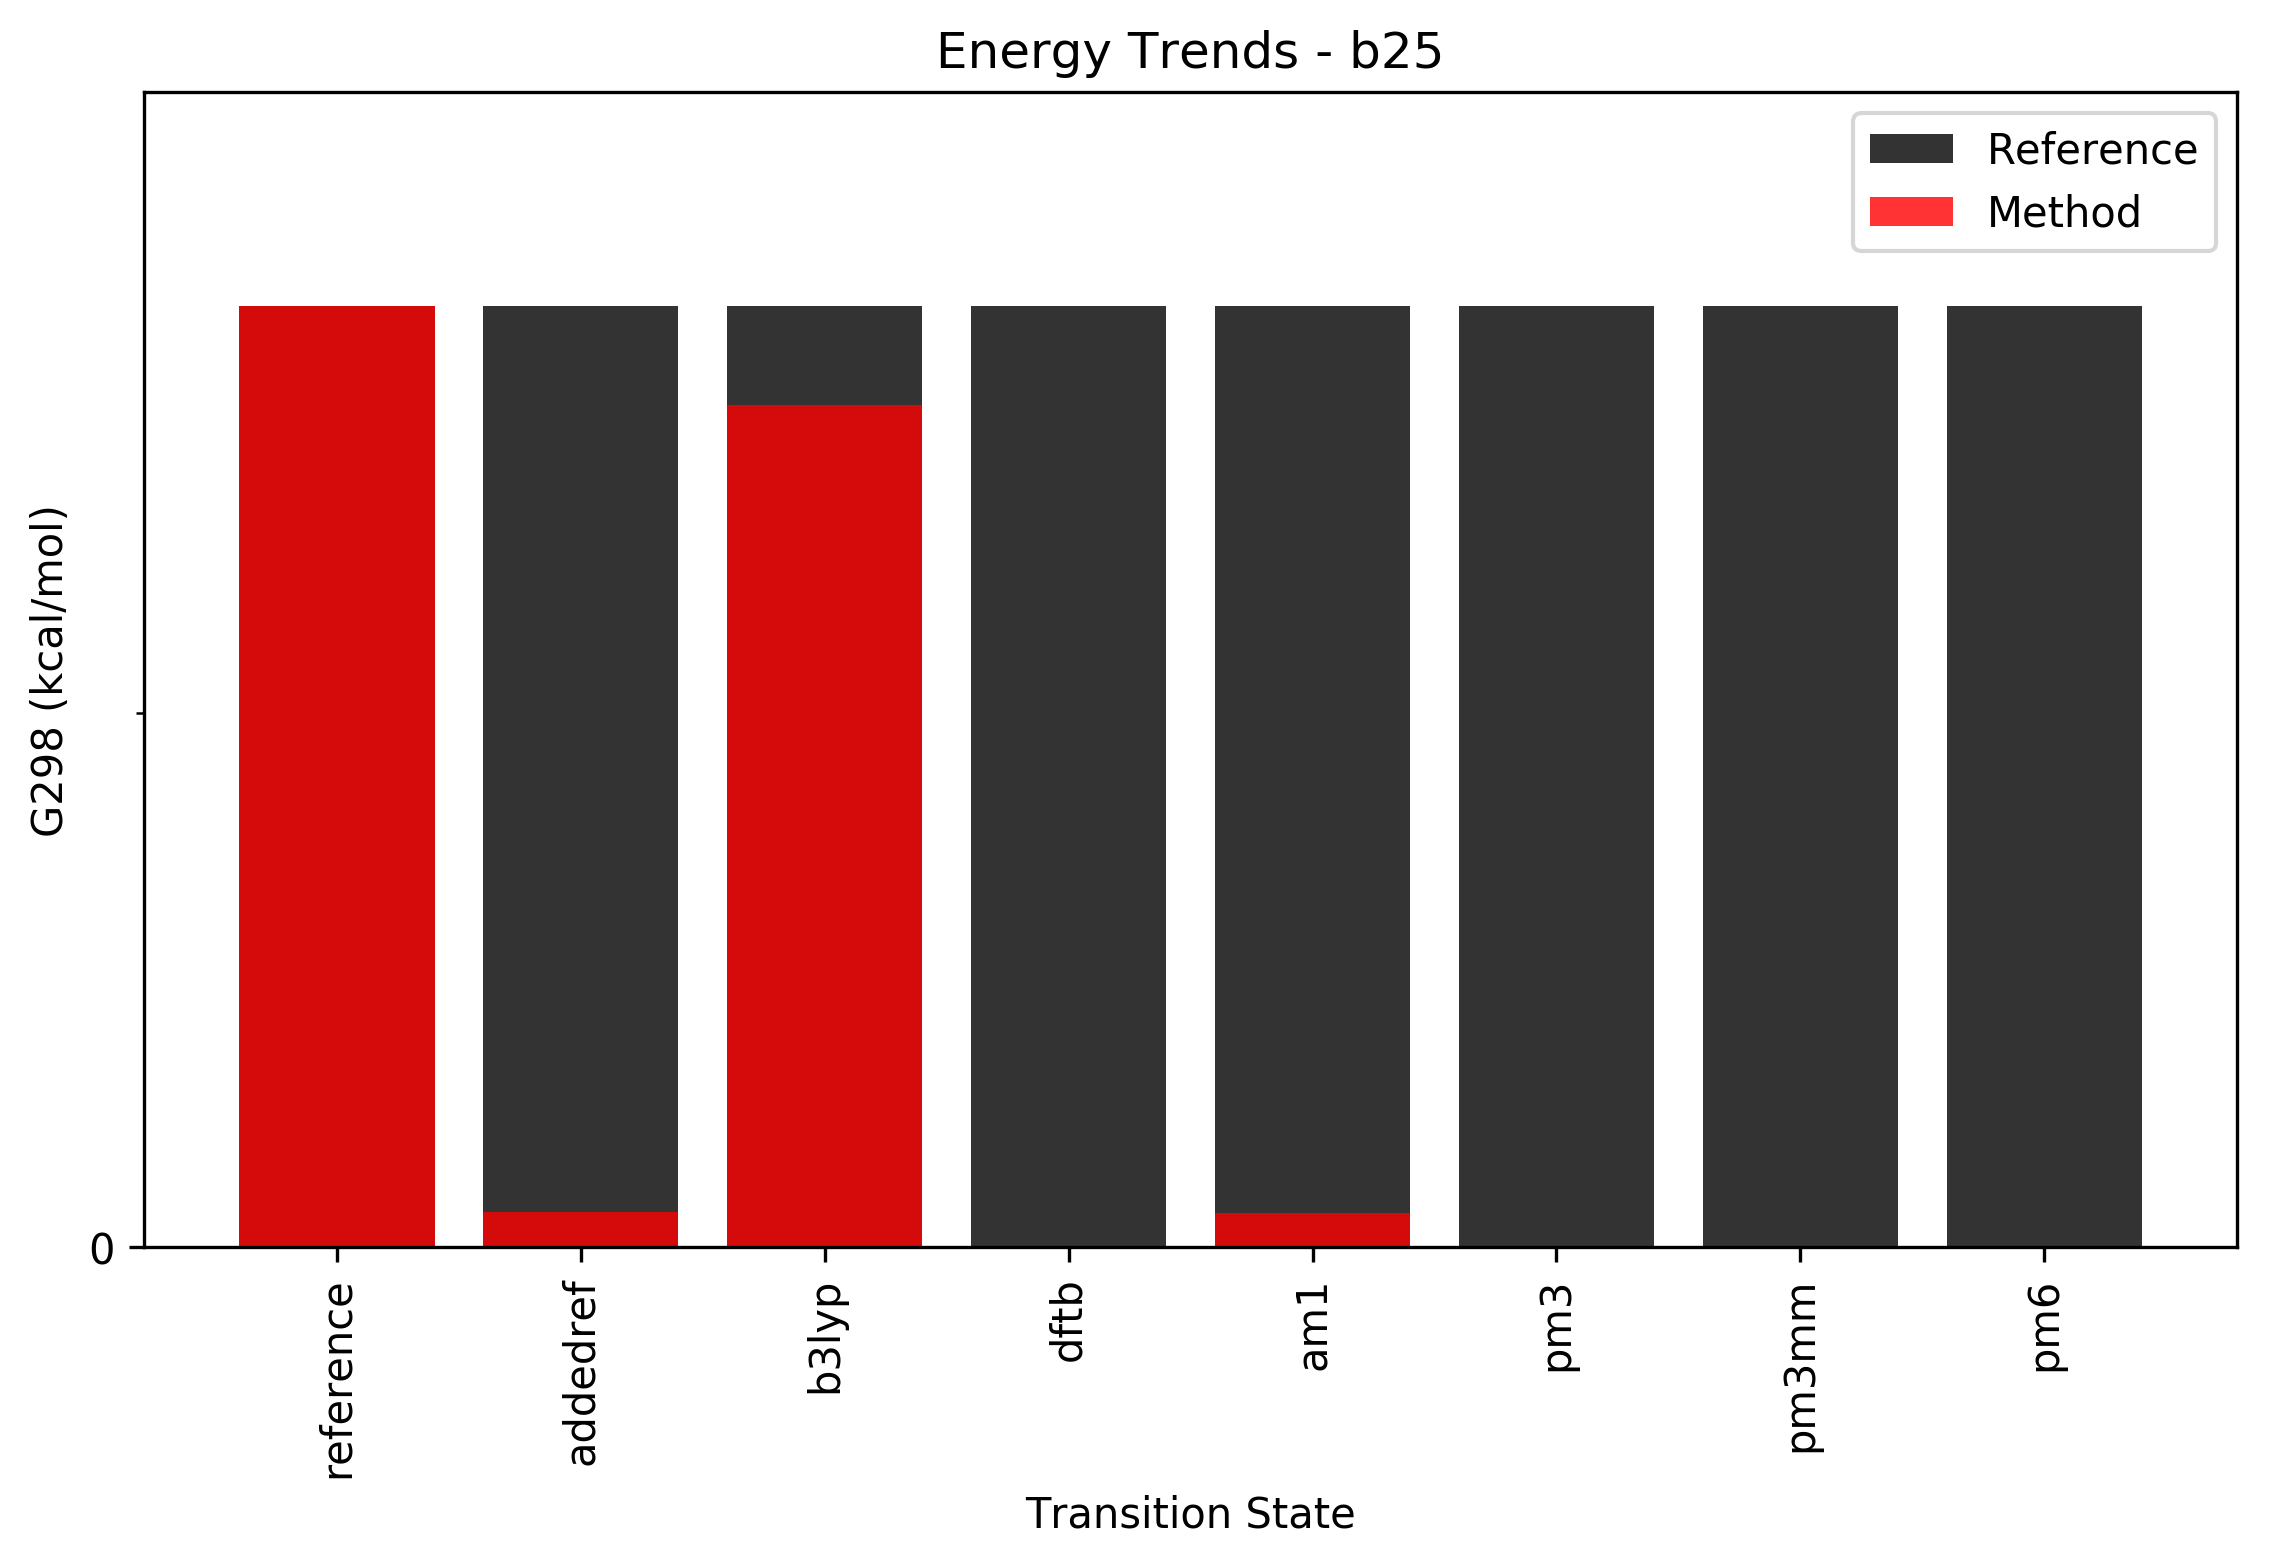 Energy Trends - b25
Reference
Method
G298 (kcal/mol)
0
reference
addedref
b3lyp
dftb
am1
pm3
pm3mm
pm6
Transition State